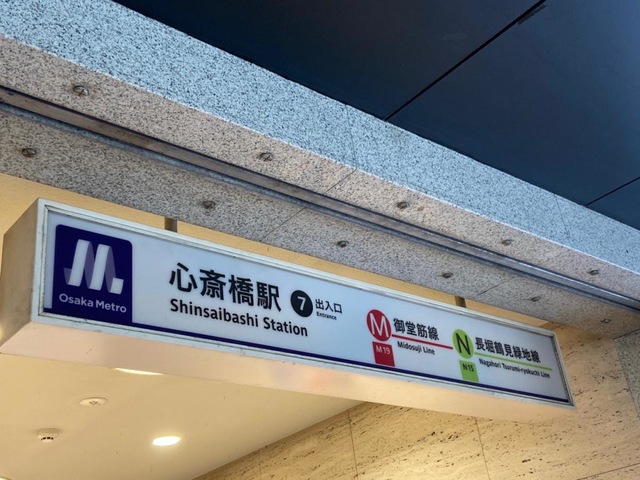 Osaka Metro
心斎橋駅
Shinsaibashi Station
7
出入口
Entrance
M
M19
御堂筋線
Midosuji Line
N
N15
長堀鶴見緑地線
Nagahori Tsurumi-ryokuchi Line